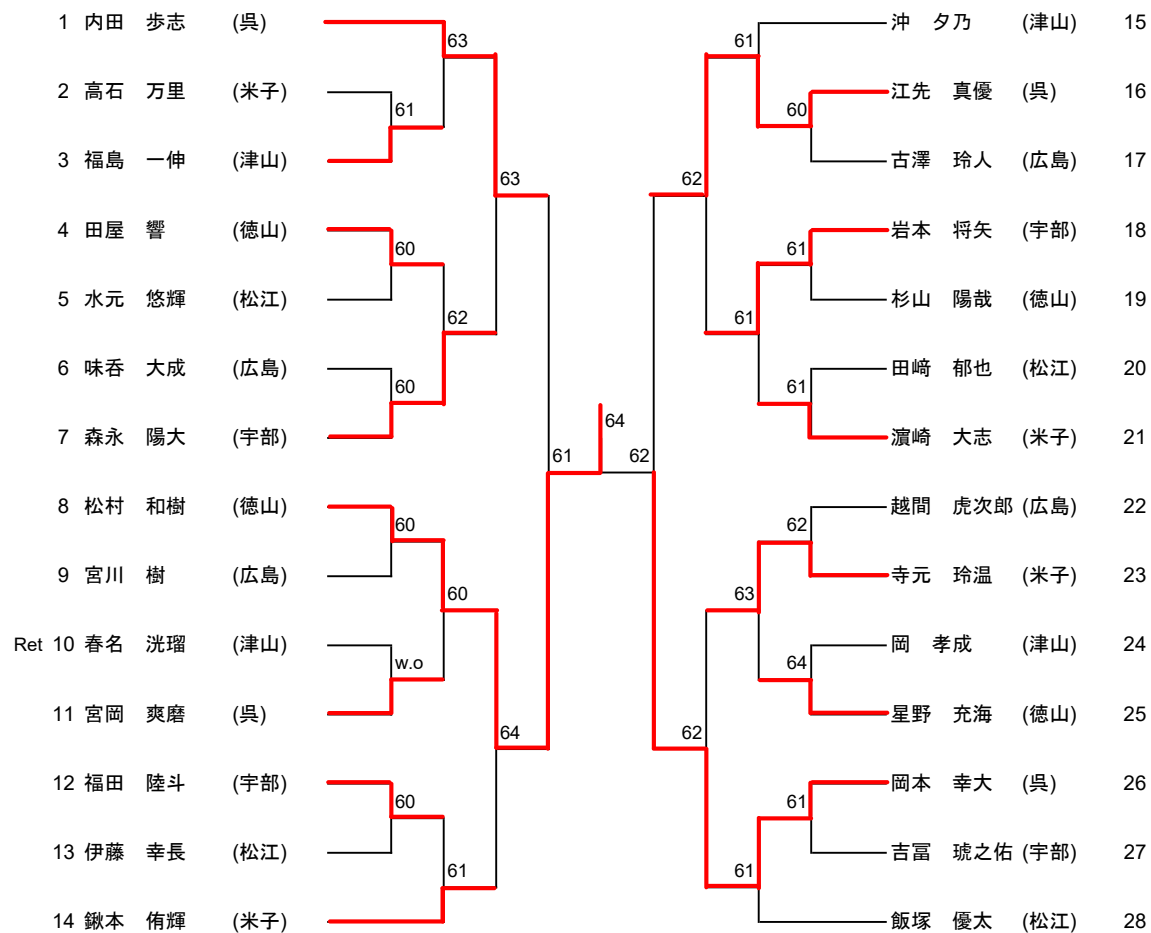 1 内田 歩志 (呉)
63
2 高石 万里 (米子)
61
3 福島 一伸 (津山)
63
4 田屋 響 (徳山)
60
5 水元 悠輝 (松江)
62
6 味呑 大成 (広島)
60
7 森永 陽大 (宇部)
61
8 松村 和樹 (徳山)
60
9 宮川 樹 (広島)
60
Ret 10 春名 洸瑠 (津山)
w.o
11 宮岡 爽磨 (呉)
64
12 福田 陸斗 (宇部)
60
13 伊藤 幸長 (松江)
61
14 鍬本 侑輝 (米子)
64
沖 夕乃 (津山) 15
61
江先 真優 (呉) 16
60
古澤 玲人 (広島) 17
62
岩本 将矢 (宇部) 18
61
杉山 陽哉 (徳山) 19
61
田﨑 郁也 (松江) 20
61
濵崎 大志 (米子) 21
62
越間 虎次郎 (広島) 22
62
寺元 玲温 (米子) 23
63
岡 孝成 (津山) 24
64
星野 充海 (徳山) 25
62
岡本 幸大 (呉) 26
61
吉冨 琥之佑 (宇部) 27
61
飯塚 優太 (松江) 28